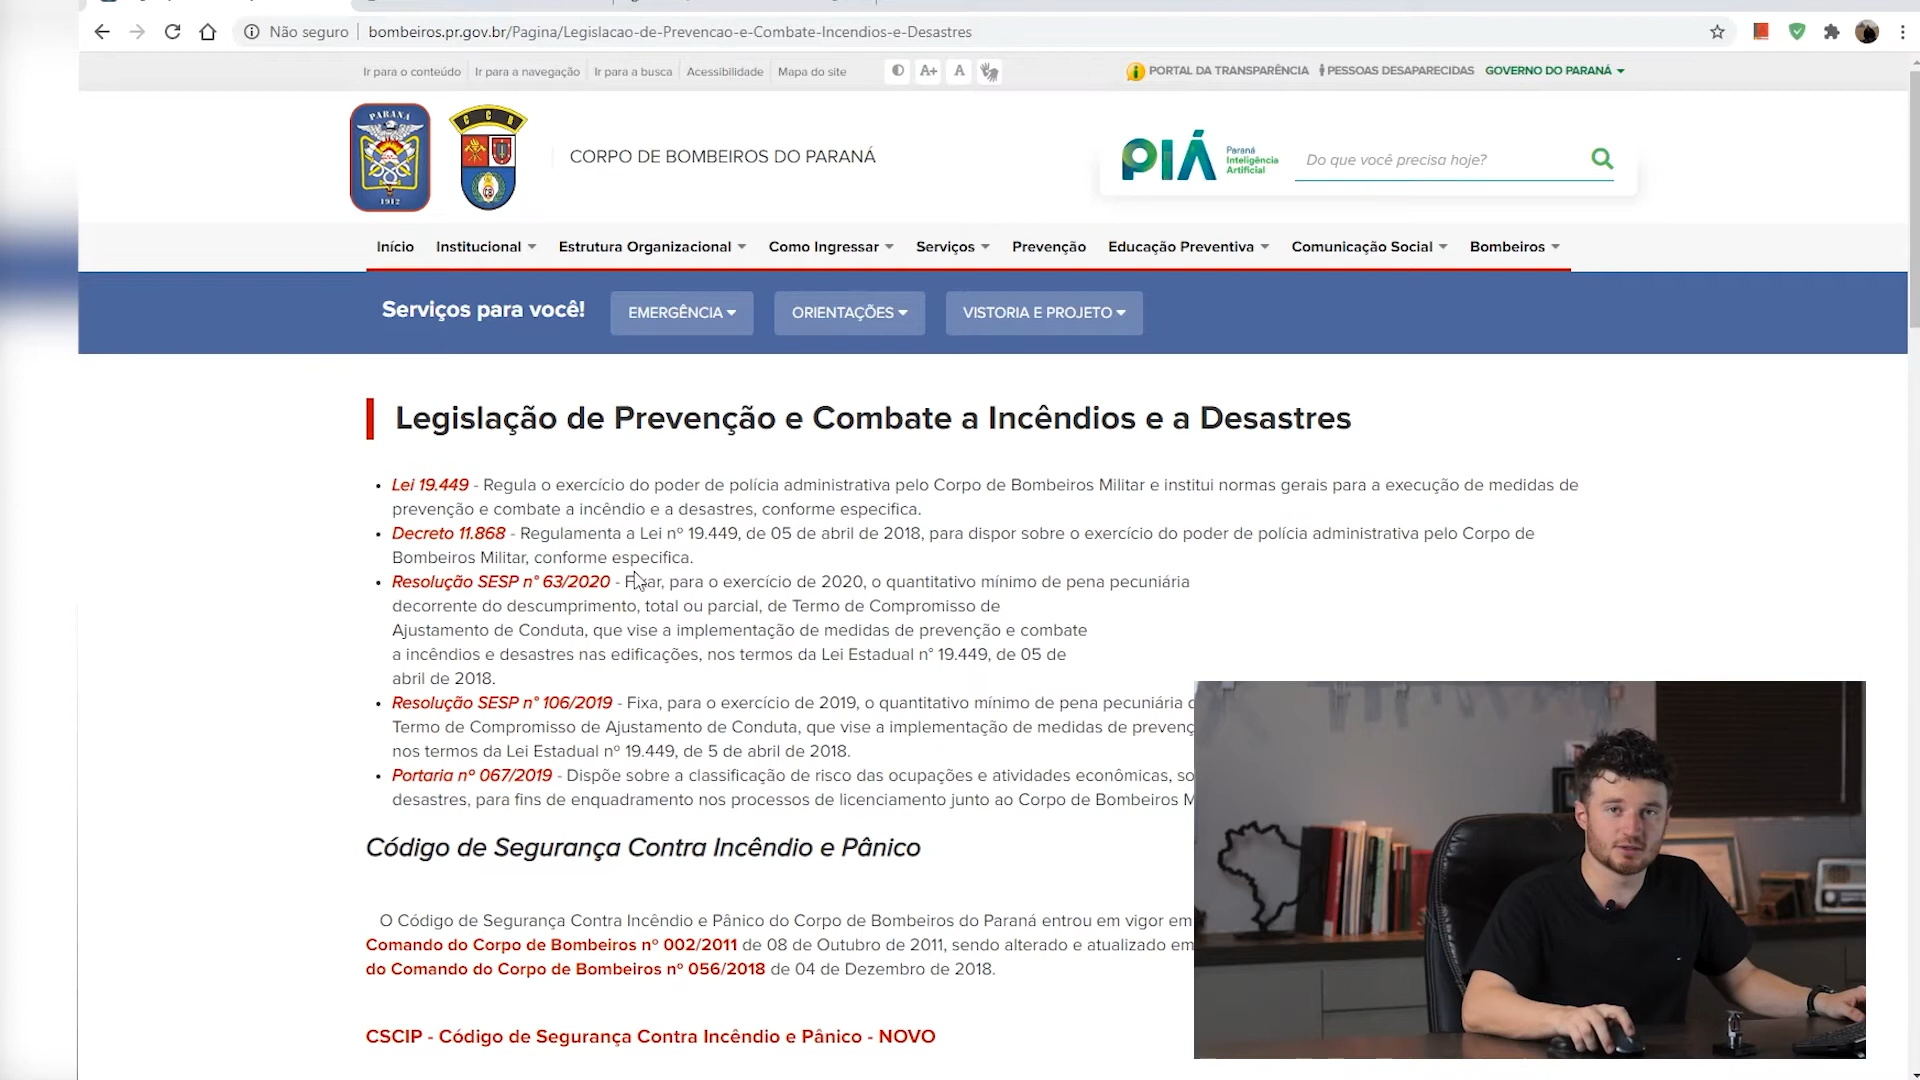 Não seguro
bombeiros.pr.gov.br/Pagina/Legislacao-de-Prevencao-e-Combate-Incendios-e-Desastres
Ir para o conteúdo
Ir para a navegação
Ir para a busca
Acessibilidade
Mapa do site
A+
A
PORTAL DA TRANSPARÊNCIA
PESSOAS DESAPARECIDAS
GOVERNO DO PARANÁ
PARANÁ
1912
CCB
CORPO DE BOMBEIROS DO PARANÁ
PIÁ
Paraná
Inteligência
Artificial
Do que você precisa hoje?
Início
Institucional
Estrutura Organizacional
Como Ingressar
Serviços
Prevenção
Educação Preventiva
Comunicação Social
Bombeiros
Serviços para você!
EMERGÊNCIA
ORIENTAÇÕES
VISTORIA E PROJETO
Legislação de Prevenção e Combate a Incêndios e a Desastres
• Lei 19.449 - Regula o exercício do poder de polícia administrativa pelo Corpo de Bombeiros Militar e institui normas gerais para a execução de medidas de
prevenção e combate a incêndio e a desastres, conforme especifica.
• Decreto 11.868 - Regulamenta a Lei nº 19.449, de 05 de abril de 2018, para dispor sobre o exercício do poder de polícia administrativa pelo Corpo de
Bombeiros Militar, conforme especifica.
• Resolução SESP n° 63/2020 - Fixar, para o exercício de 2020, o quantitativo mínimo de pena pecuniária
decorrente do descumprimento, total ou parcial, de Termo de Compromisso de
Ajustamento de Conduta, que vise a implementação de medidas de prevenção e combate
a incêndios e desastres nas edificações, nos termos da Lei Estadual n° 19.449, de 05 de
abril de 2018.
• Resolução SESP n° 106/2019 - Fixa, para o exercício de 2019, o quantitativo mínimo de pena pecuniária
Termo de Compromisso de Ajustamento de Conduta, que vise a implementação de medidas de prevenç
nos termos da Lei Estadual nº 19.449, de 5 de abril de 2018.
• Portaria nº 067/2019 - Dispõe sobre a classificação de risco das ocupações e atividades econômicas, so
desastres, para fins de enquadramento nos processos de licenciamento junto ao Corpo de Bombeiros M
Código de Segurança Contra Incêndio e Pânico
O Código de Segurança Contra Incêndio e Pânico do Corpo de Bombeiros do Paraná entrou em vigor em
Comando do Corpo de Bombeiros nº 002/2011 de 08 de Outubro de 2011, sendo alterado e atualizado em
do Comando do Corpo de Bombeiros nº 056/2018 de 04 de Dezembro de 2018.
CSCIP - Código de Segurança Contra Incêndio e Pânico - NOVO